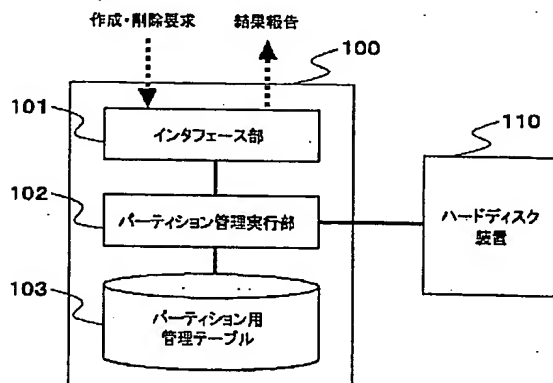 作成・削除要求 結果報告
100
101
インタフェース部
110
102
パーティション管理実行部
ハードディスク
装置
103
パーティション用
管理テーブル